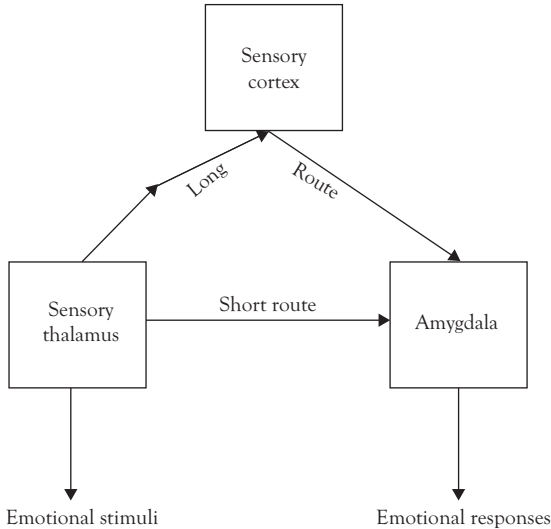 Sensory
cortex
Long
Route
Sensory
thalamus
Short route
Amygdala
Emotional stimuli
Emotional responses